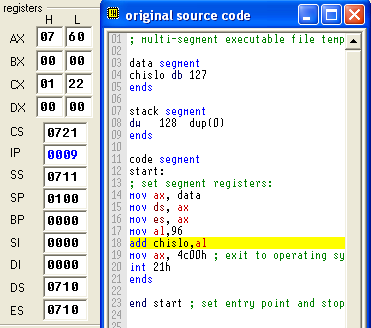 registers
H L
AX 07 60
BX 00 00
CX 01 22
DX 00 00
CS 0721
IP 0009
SS 0711
SP 0100
BP 0000
SI 0000
DI 0000
DS 0710
ES 0710
original source code
01 ; multi-segment executable file temp
02
03 data segment
04 chislo db 127
05 ends
06
07 stack segment
08 dw 128 dup(0)
09 ends
10
11 code segment
12 start:
13 ; set segment registers:
14 mov ax, data
15 mov ds, ax
16 mov es, ax
17 mov al,96
18 add chislo,al
19 mov ax, 4c00h ; exit to operating sy
20 int 21h
21 ends
22
23 end start ; set entry point and stop
24